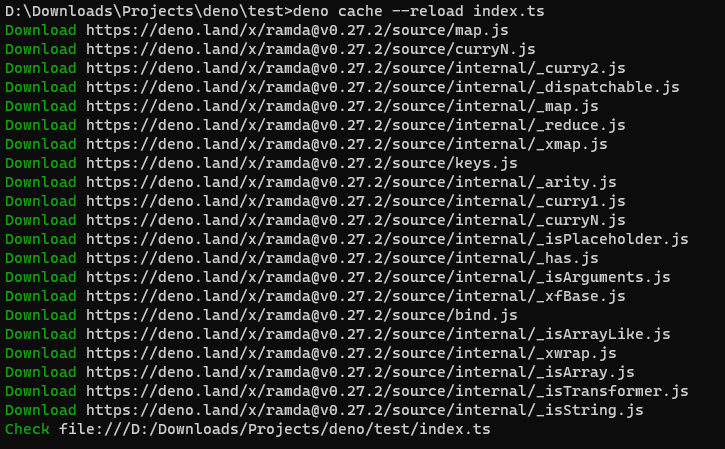 D:\Downloads\Projects\deno\test>deno cache --reload index.ts
Download https://deno.land/x/ramda@v0.27.2/source/map.js
Download https://deno.land/x/ramda@v0.27.2/source/curryN.js
Download https://deno.land/x/ramda@v0.27.2/source/internal/_curry2.js
Download https://deno.land/x/ramda@v0.27.2/source/internal/_dispatchable.js
Download https://deno.land/x/ramda@v0.27.2/source/internal/_map.js
Download https://deno.land/x/ramda@v0.27.2/source/internal/_reduce.js
Download https://deno.land/x/ramda@v0.27.2/source/internal/_xmap.js
Download https://deno.land/x/ramda@v0.27.2/source/keys.js
Download https://deno.land/x/ramda@v0.27.2/source/internal/_arity.js
Download https://deno.land/x/ramda@v0.27.2/source/internal/_curry1.js
Download https://deno.land/x/ramda@v0.27.2/source/internal/_curryN.js
Download https://deno.land/x/ramda@v0.27.2/source/internal/_isPlaceholder.js
Download https://deno.land/x/ramda@v0.27.2/source/internal/_has.js
Download https://deno.land/x/ramda@v0.27.2/source/internal/_isArguments.js
Download https://deno.land/x/ramda@v0.27.2/source/internal/_xfBase.js
Download https://deno.land/x/ramda@v0.27.2/source/bind.js
Download https://deno.land/x/ramda@v0.27.2/source/internal/_isArrayLike.js
Download https://deno.land/x/ramda@v0.27.2/source/internal/_xwrap.js
Download https://deno.land/x/ramda@v0.27.2/source/internal/_isArray.js
Download https://deno.land/x/ramda@v0.27.2/source/internal/_isTransformer.js
Download https://deno.land/x/ramda@v0.27.2/source/internal/_isString.js
Check file:///D:/Downloads/Projects/deno/test/index.ts